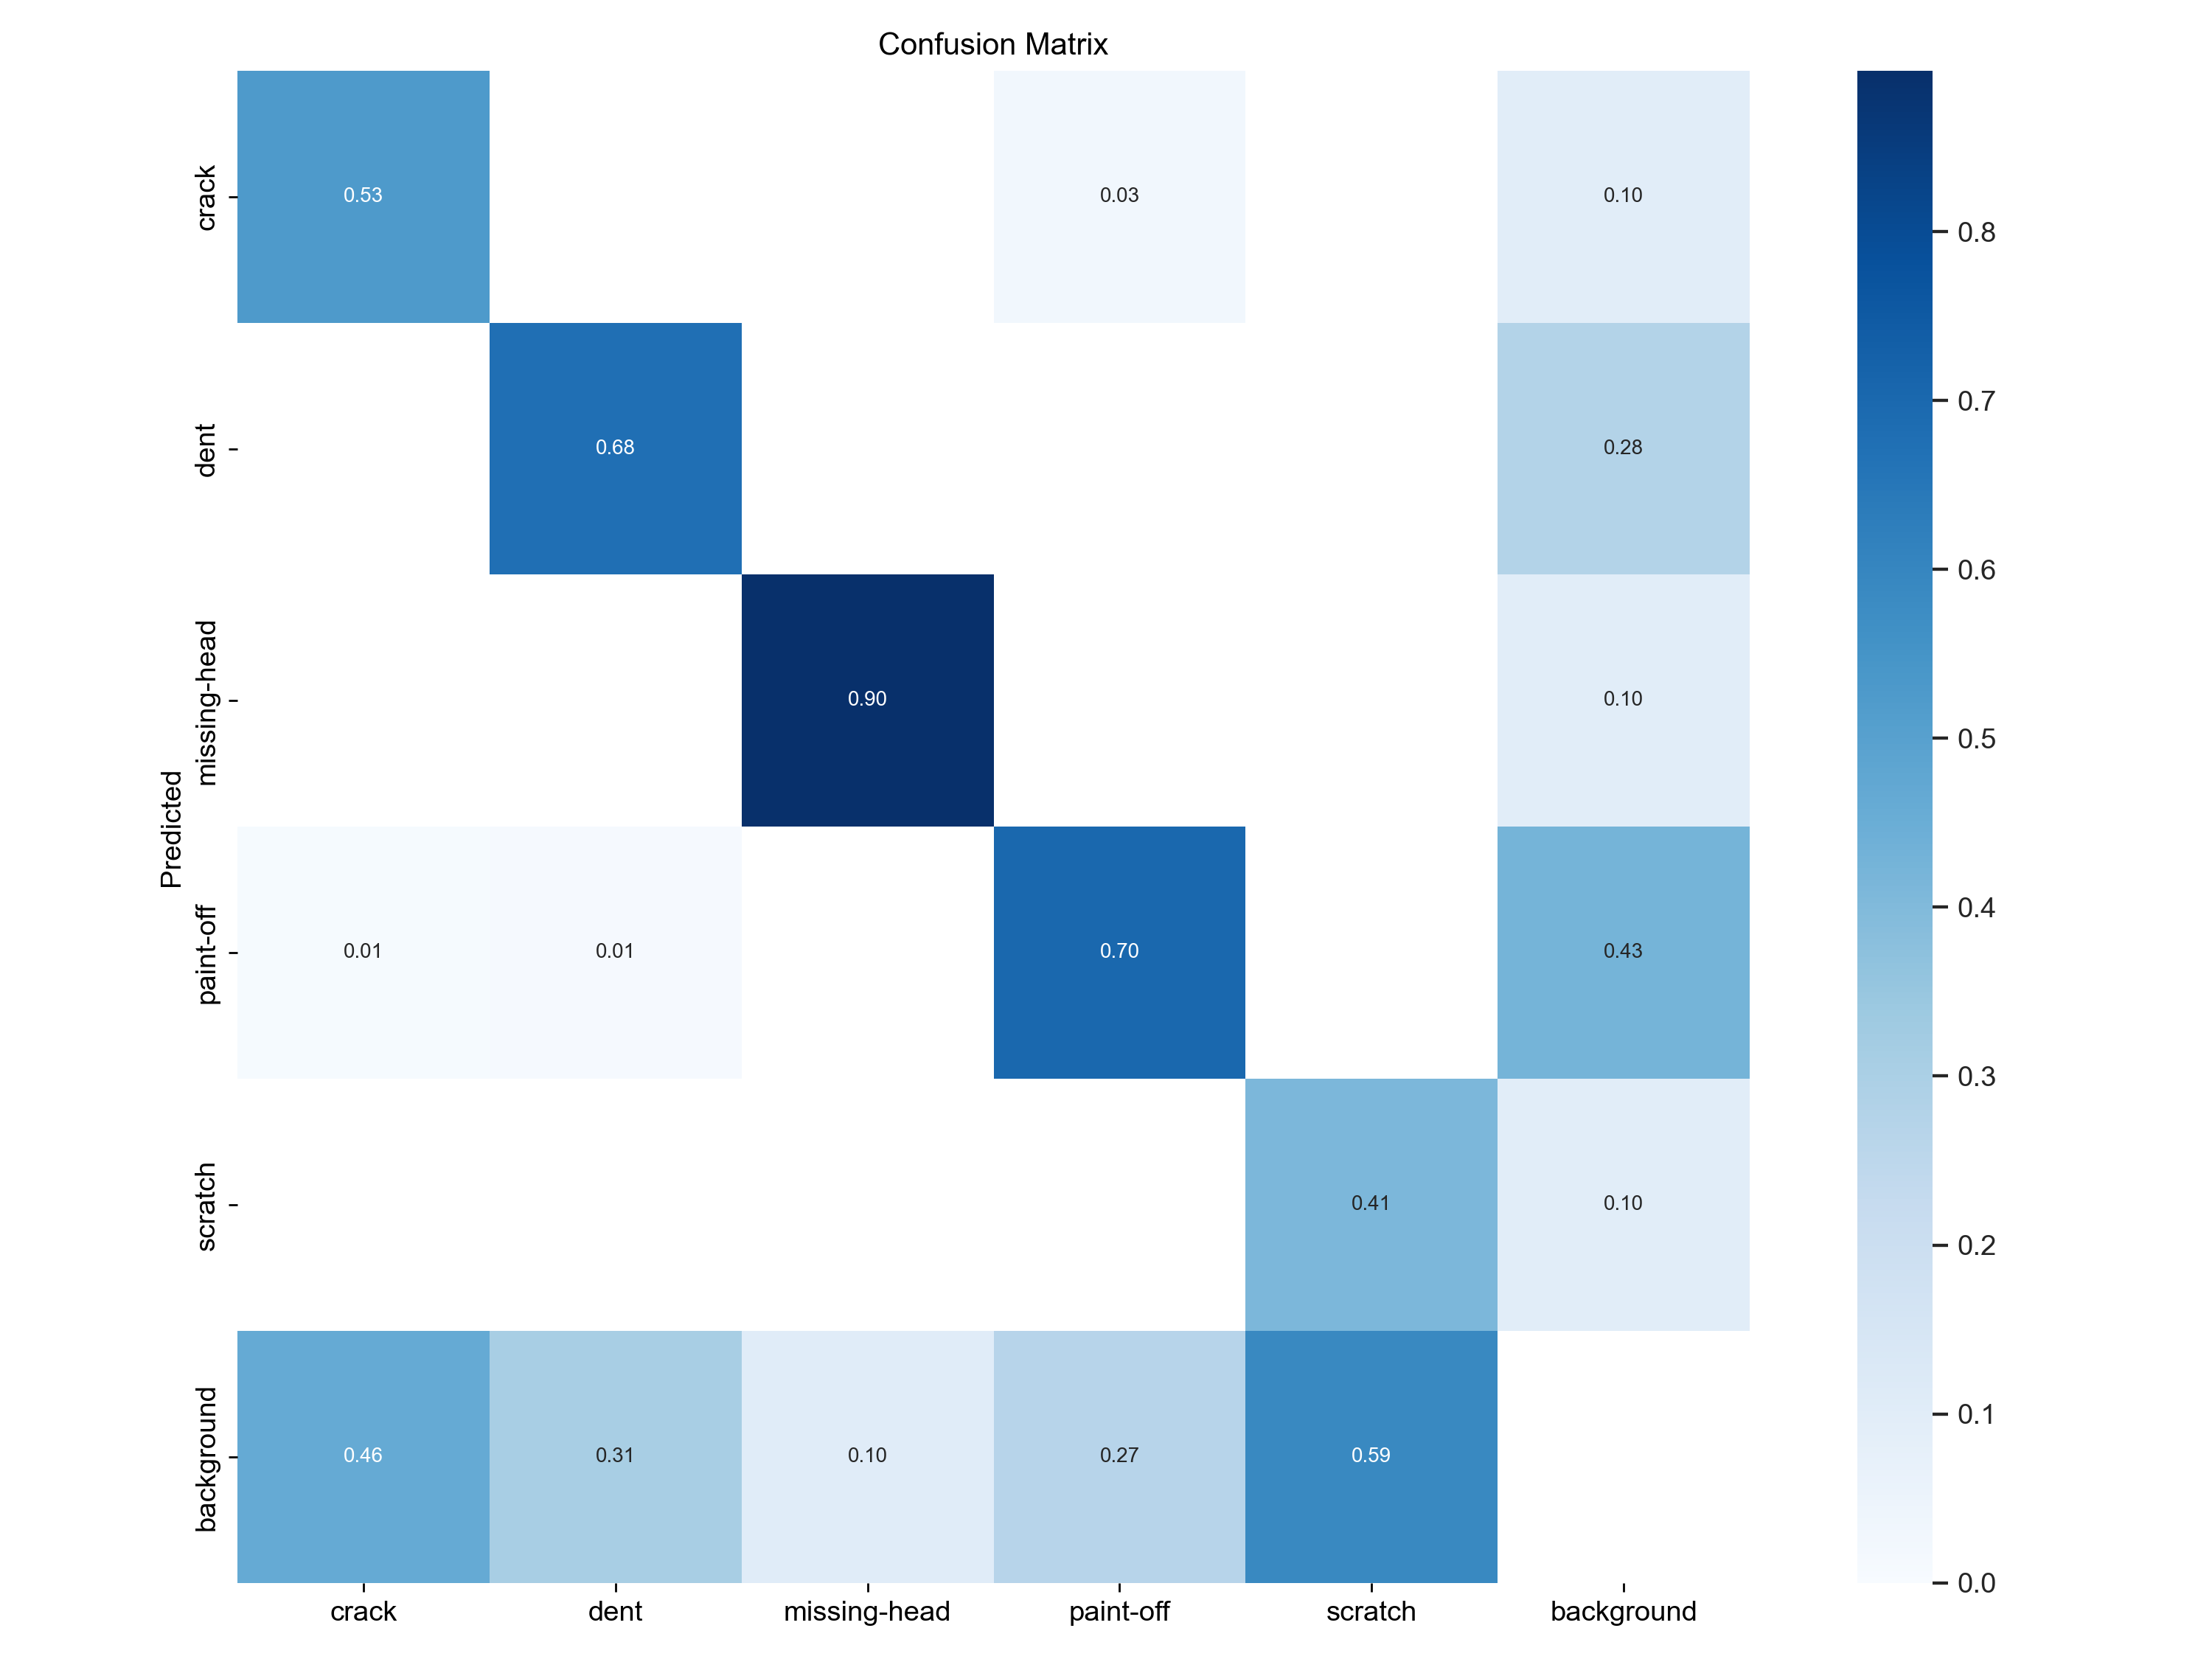 Confusion Matrix
Predicted
crack
0.53
0.03
0.10
dent
0.68
0.28
missing-head
0.90
0.10
paint-off
0.01
0.01
0.70
0.43
scratch
0.41
0.10
background
0.46
0.31
0.10
0.27
0.59
crack
dent
missing-head
paint-off
scratch
background
0.8
0.7
0.6
0.5
0.4
0.3
0.2
0.1
0.0